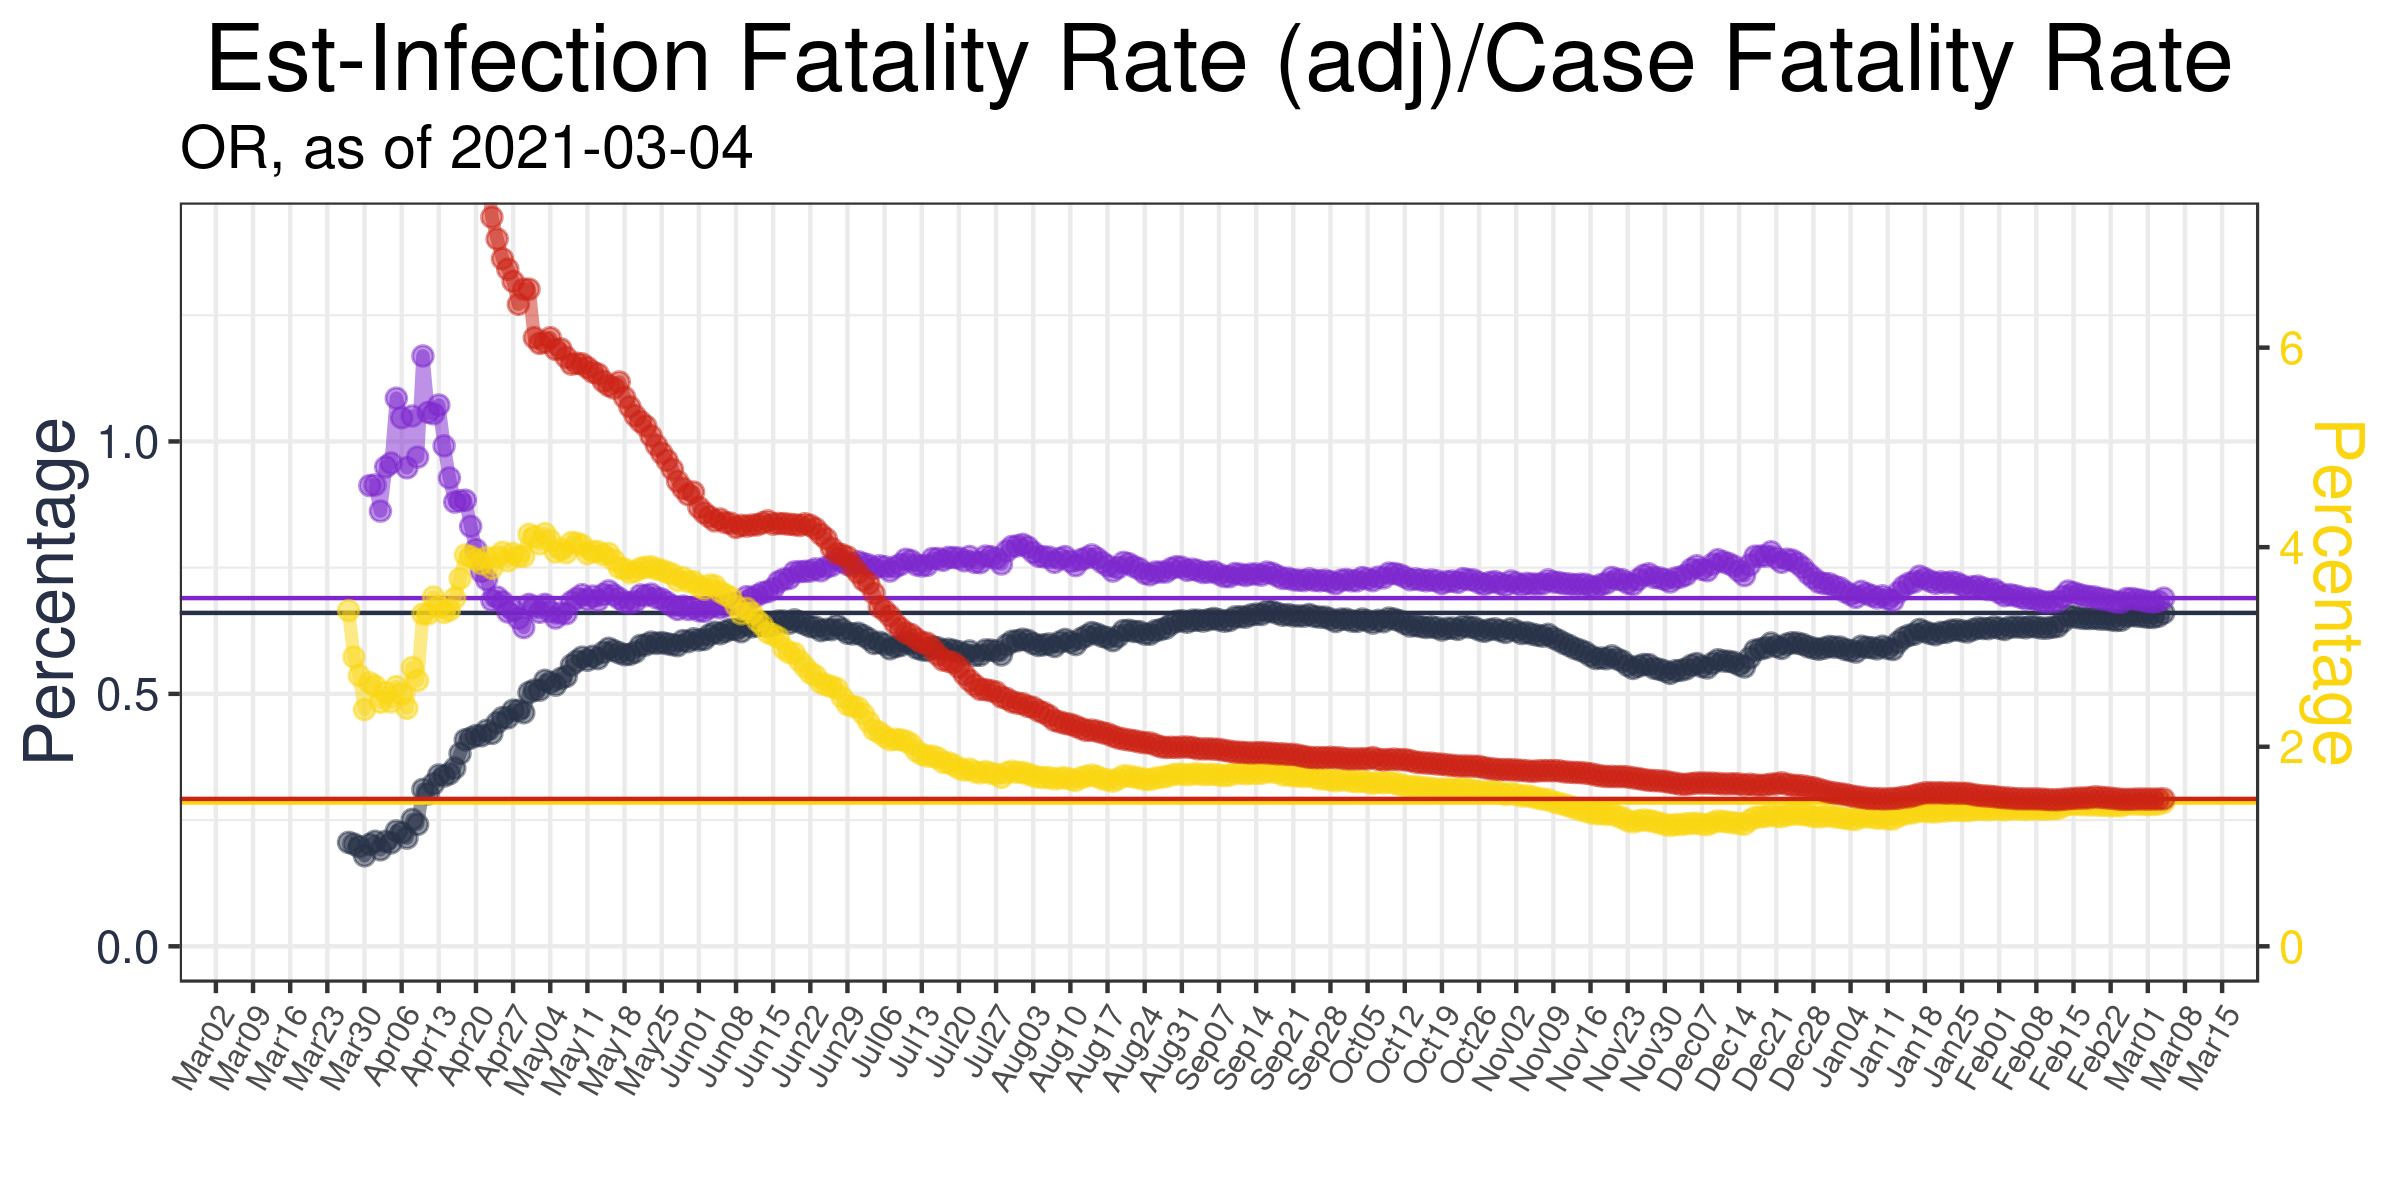 Est-Infection Fatality Rate (adj)/Case Fatality Rate
OR, as of 2021-03-04
Percentage
1.0
0.5
0.0
6
4
2
0
Percentage
Mar02
Mar09
Mar16
Mar23
Mar30
Apr06
Apr13
Apr20
Apr27
May04
May11
May18
May25
Jun01
Jun08
Jun15
Jun22
Jun29
Jul06
Jul13
Jul20
Jul27
Aug03
Aug10
Aug17
Aug24
Aug31
Sep07
Sep14
Sep21
Sep28
Oct05
Oct12
Oct19
Oct26
Nov02
Nov09
Nov16
Nov23
Nov30
Dec07
Dec14
Dec21
Dec28
Jan04
Jan11
Jan18
Jan25
Feb01
Feb08
Feb15
Feb22
Mar01
Mar08
Mar15